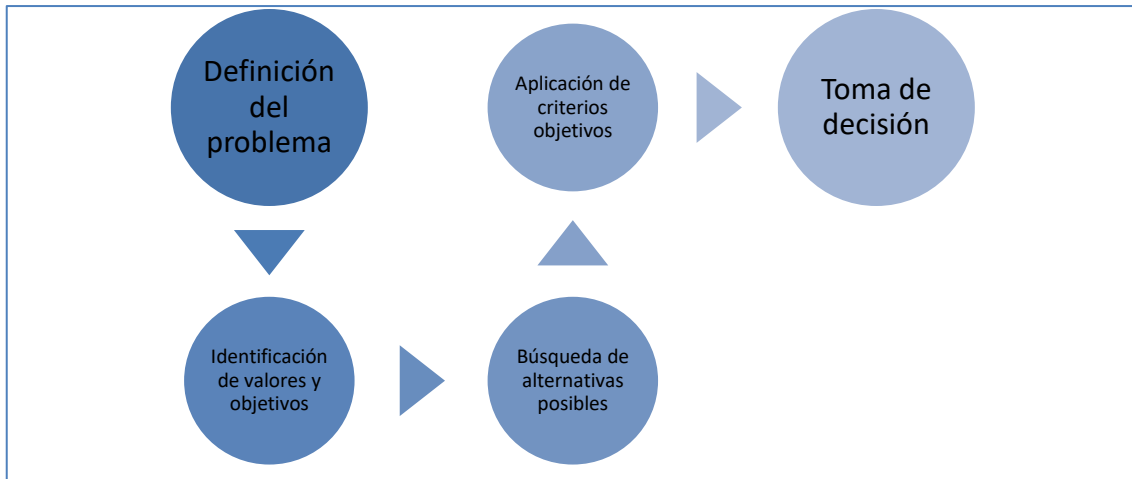 Definición
del
problema
Identificación
de valores y
objetivos
Búsqueda de
alternativas
posibles
Aplicación de
criterios
objetivos
Toma de
decisión